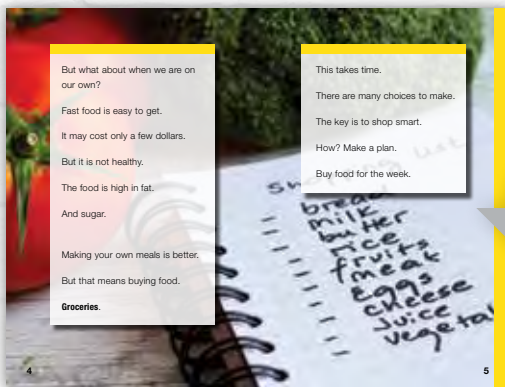 But what about when we are on
our own?
Fast food is easy to get.
It may cost only a few dollars.
But it is not healthy.
The food is high in fat.
And sugar.
Making your own meals is better.
But that means buying food.
Groceries.
4
This takes time.
There are many choices to make.
The key is to shop smart.
How? Make a plan.
Buy food for the week.
Shopping list
- bread
- milk
- butter
- rice
- fruits
- meat
- Eggs
- cheese
- Juice
- vegetal
5